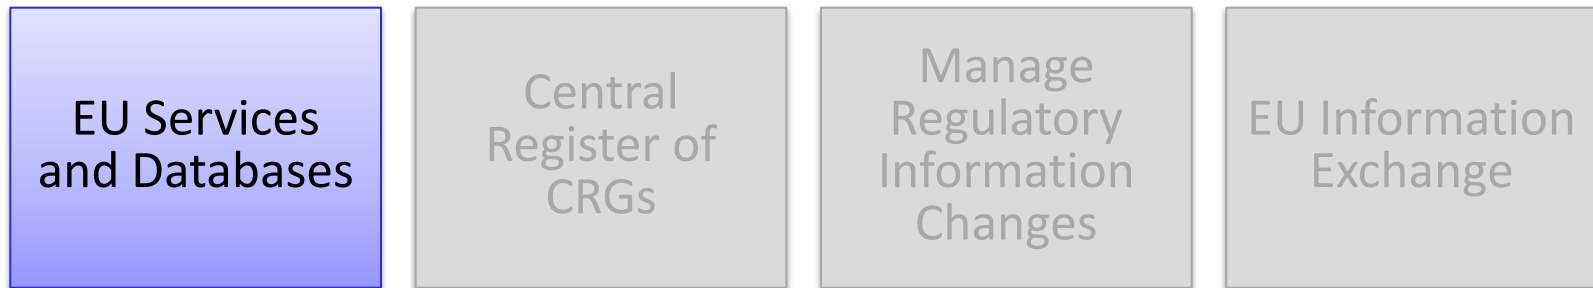 EU Services
and Databases
Central
Register of
CRGs
Manage
Regulatory
Information
Changes
EU Information
Exchange